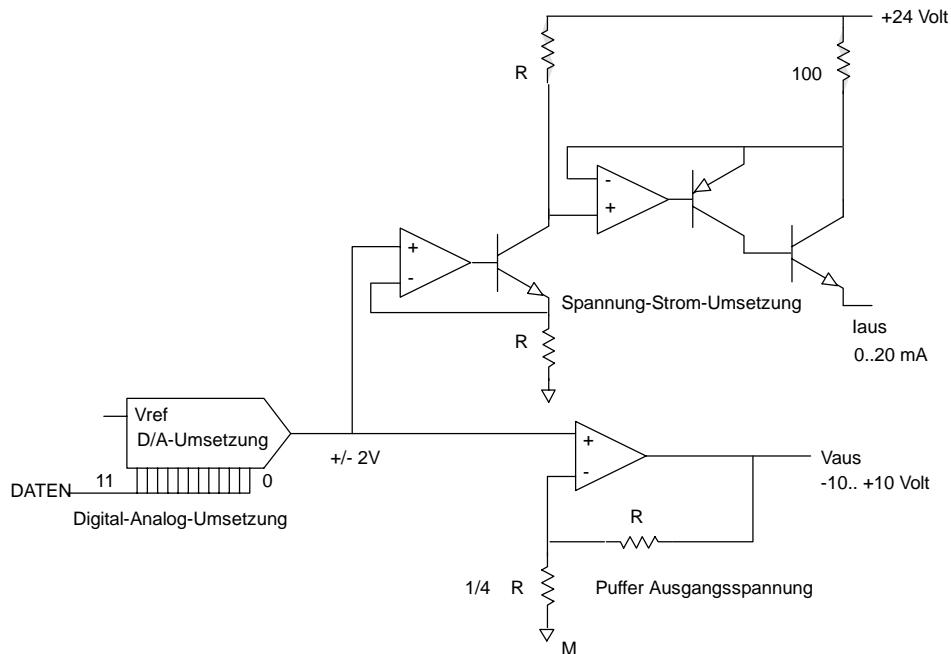 +24 Volt
R
100
-
+
+
-
Spannung-Strom-Umsetzung
R
Iaus
0..20 mA
Vref
D/A-Umsetzung
+/- 2V
+
-
Vaus
-10.. +10 Volt
DATEN
11
0
Digital-Analog-Umsetzung
R
1/4 R
Puffer Ausgangsspannung
M